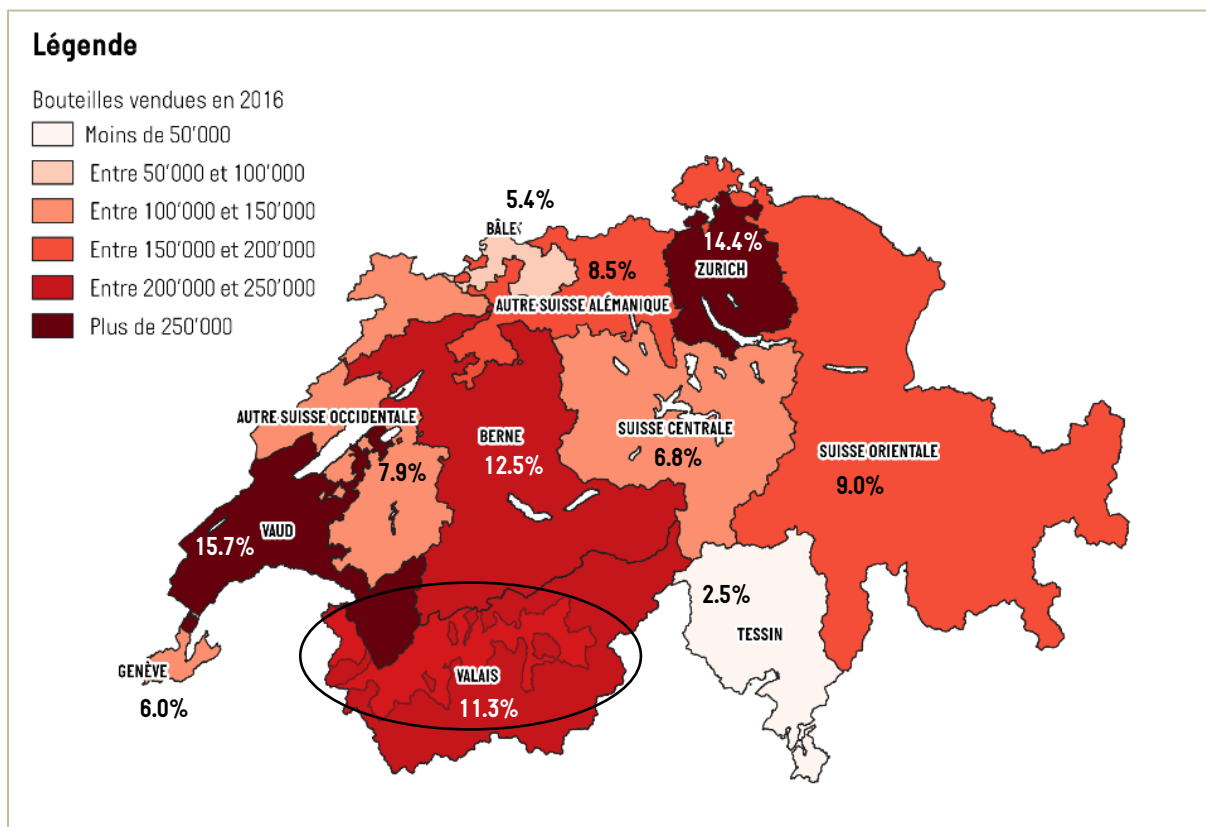 Légende
Bouteilles vendues en 2016
Moins de 50'000
Entre 50'000 et 100'000
Entre 100'000 et 150'000
Entre 150'000 et 200'000
Entre 200'000 et 250'000
Plus de 250'000
5.4%
BÂLE
14.4%
ZURICH
8.5%
AUTRE SUISSE ALÉMANIQUE
AUTRE SUISSE OCCIDENTALE
7.9%
BERNE
12.5%
SUISSE CENTRALE
6.8%
SUISSE ORIENTALE
9.0%
VAUD
15.7%
2.5%
TESSIN
GENÈVE
6.0%
VALAIS
11.3%